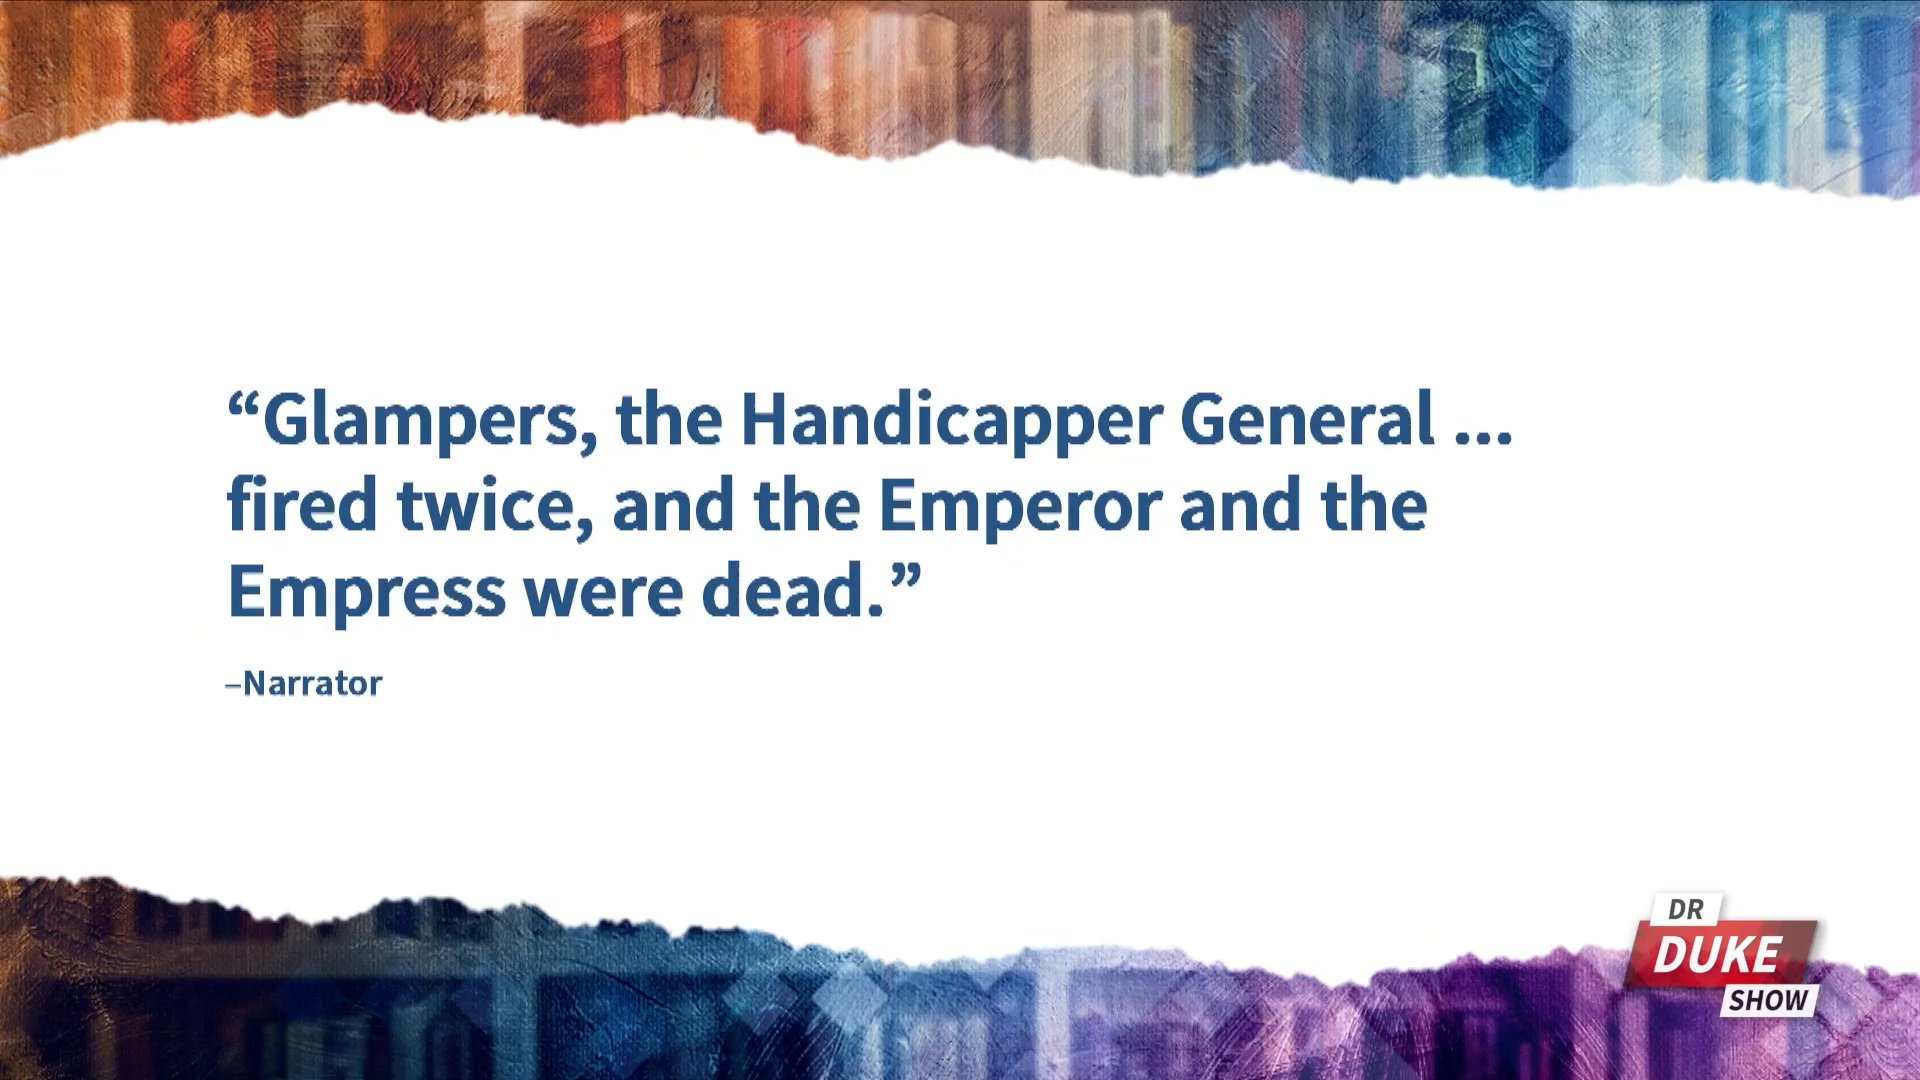 “Glampers, the Handicapper General ...
fired twice, and the Emperor and the
Empress were dead.”
–Narrator
DR
DUKE
SHOW